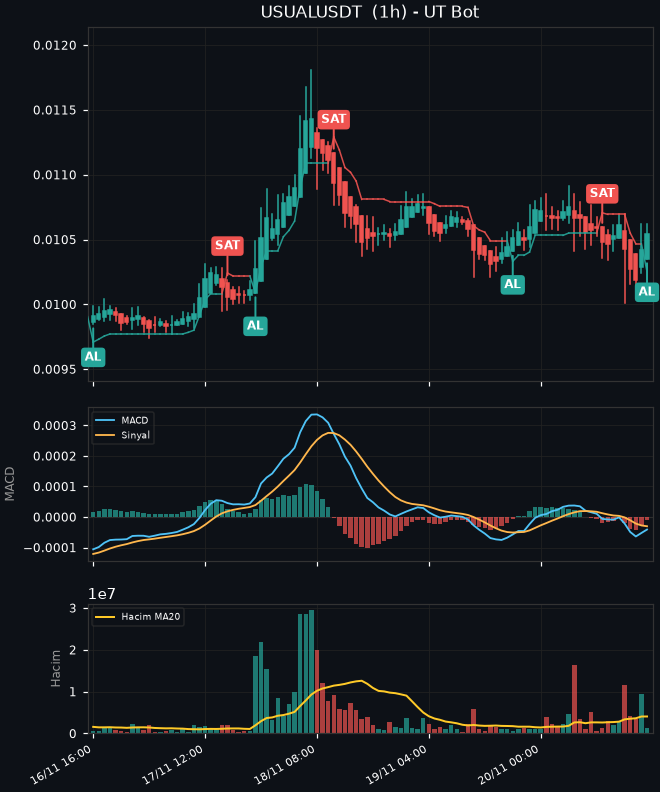 USUALUSDT (1h) - UT Bot
0.0120
0.0115
0.0110
0.0105
0.0100
0.0095
SAT
SAT
SAT
AL
AL
AL
AL
MACD
0.0003
0.0002
0.0001
0.0000
−0.0001
MACD
Sinyal
1e7
Hacim
3
2
1
0
Hacim MA20
16/11 16:00
17/11 12:00
18/11 08:00
19/11 04:00
20/11 00:00